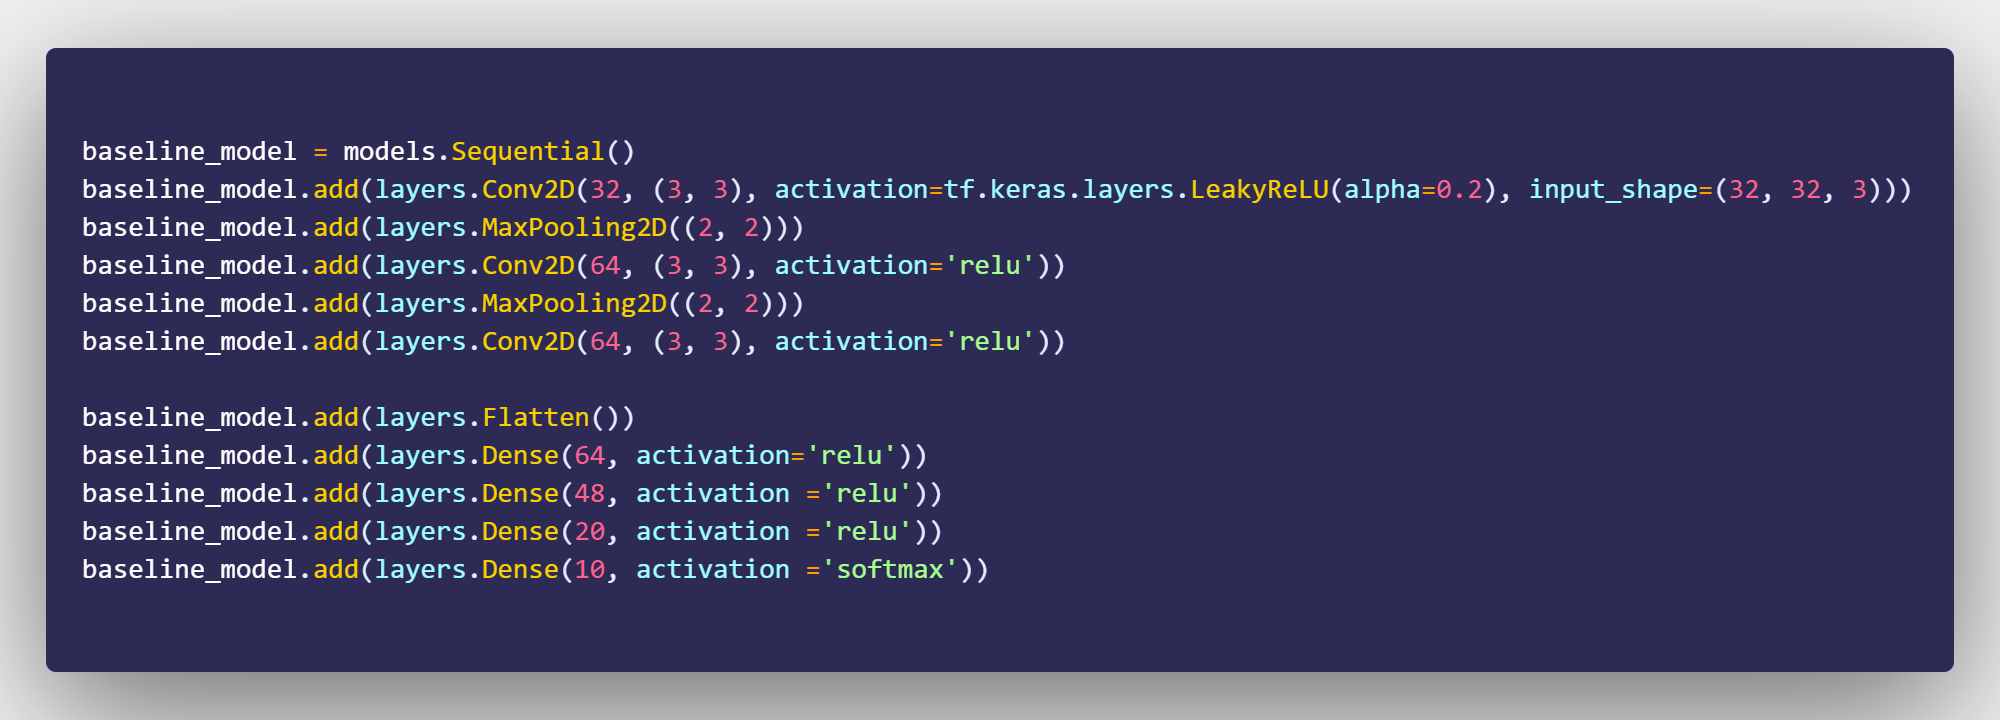 baseline_model = models.Sequential()
baseline_model.add(layers.Conv2D(32, (3, 3), activation=tf.keras.layers.LeakyReLU(alpha=0.2), input_shape=(32, 32, 3)))
baseline_model.add(layers.MaxPooling2D((2, 2)))
baseline_model.add(layers.Conv2D(64, (3, 3), activation='relu'))
baseline_model.add(layers.MaxPooling2D((2, 2)))
baseline_model.add(layers.Conv2D(64, (3, 3), activation='relu'))
baseline_model.add(layers.Flatten())
baseline_model.add(layers.Dense(64, activation='relu'))
baseline_model.add(layers.Dense(48, activation ='relu'))
baseline_model.add(layers.Dense(20, activation ='relu'))
baseline_model.add(layers.Dense(10, activation ='softmax'))